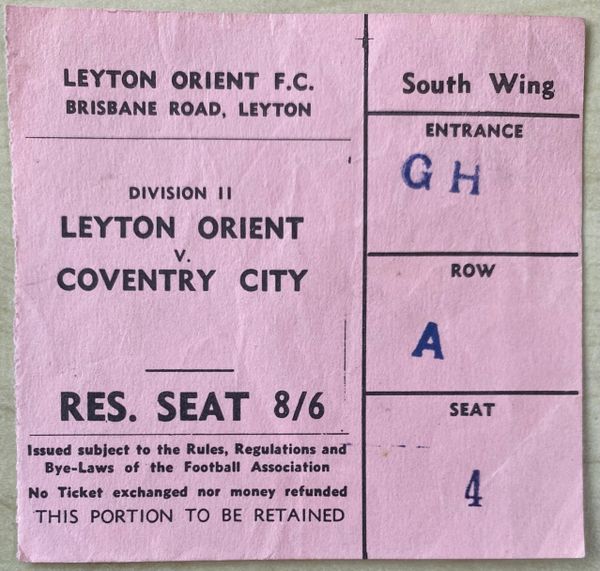 LEYTON ORIENT F.C.
BRISBANE ROAD, LEYTON
DIVISION II
LEYTON ORIENT
V.
COVENTRY CITY
RES. SEAT 8/6
Issued subject to the Rules, Regulations and
Bye-Laws of the Football Association
No Ticket exchanged nor money refunded
THIS PORTION TO BE RETAINED
South Wing
ENTRANCE
GH
ROW
A
SEAT
4